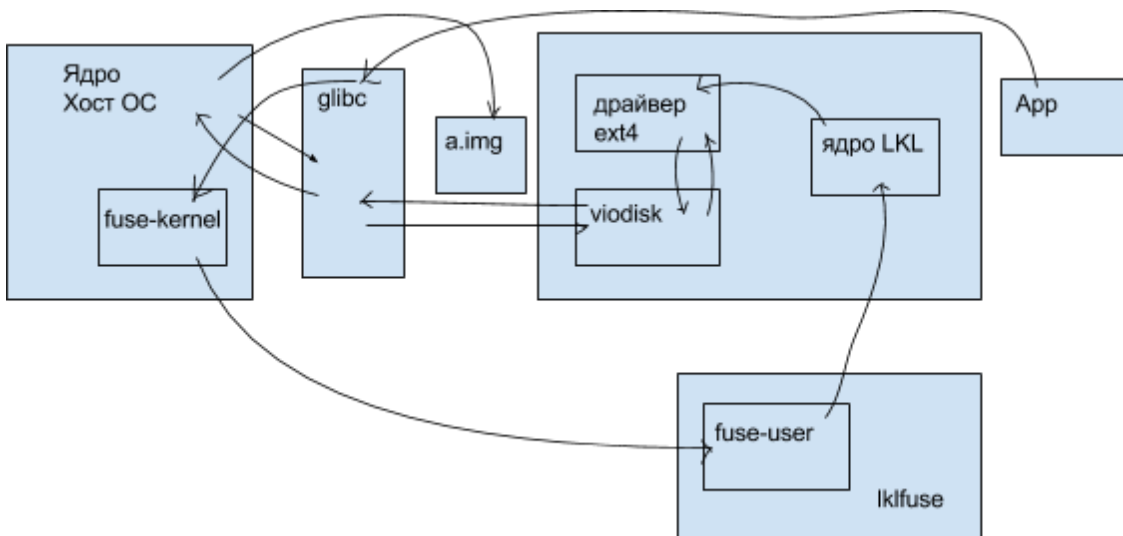 Ядро
Хост ОС
glibc
a.img
драйвер
ext4
ядро LKL
App
fuse-kernel
viodisk
fuse-user
lklfuse